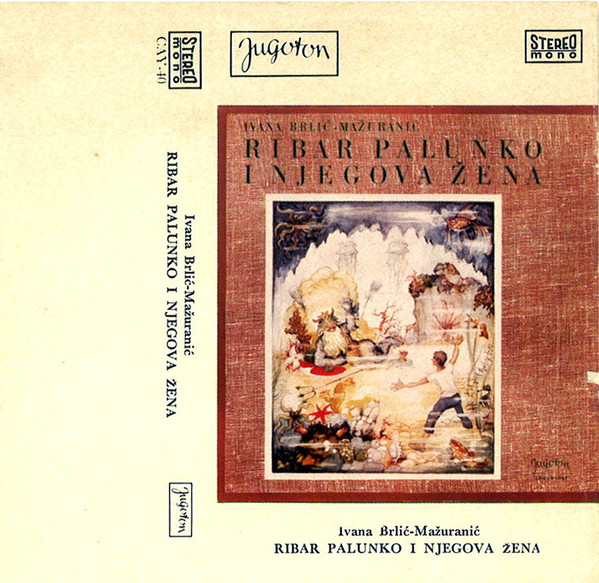 STEREO
mono
CAY-40
Ivana Brlić-Mažuranić
RIBAR PALUNKO I NJEGOVA ŽENA
Jugoton
Jugoton
STEREO
mono
IVANA BRLIĆ-MAŽURANIĆ
RIBAR PALUNKO
I NJEGOVA ŽENA
Jugoton
Ivana Brlić-Mažuranić
RIBAR PALUNKO I NJEGOVA ŽENA